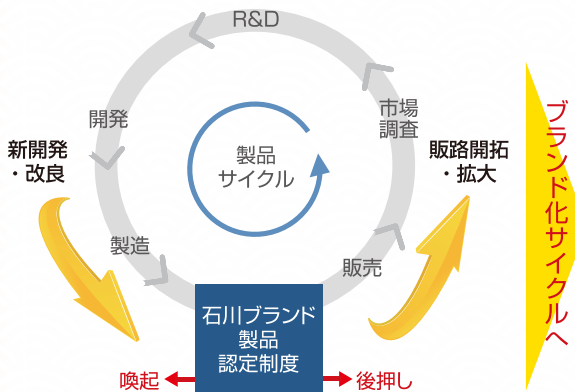 R&D
開発
市場
調査
新開発
・改良
製品
サイクル
販路開拓
・拡大
製造
販売
石川ブランド
製品
認定制度
喚起
後押し
ブランド化サイクルへ